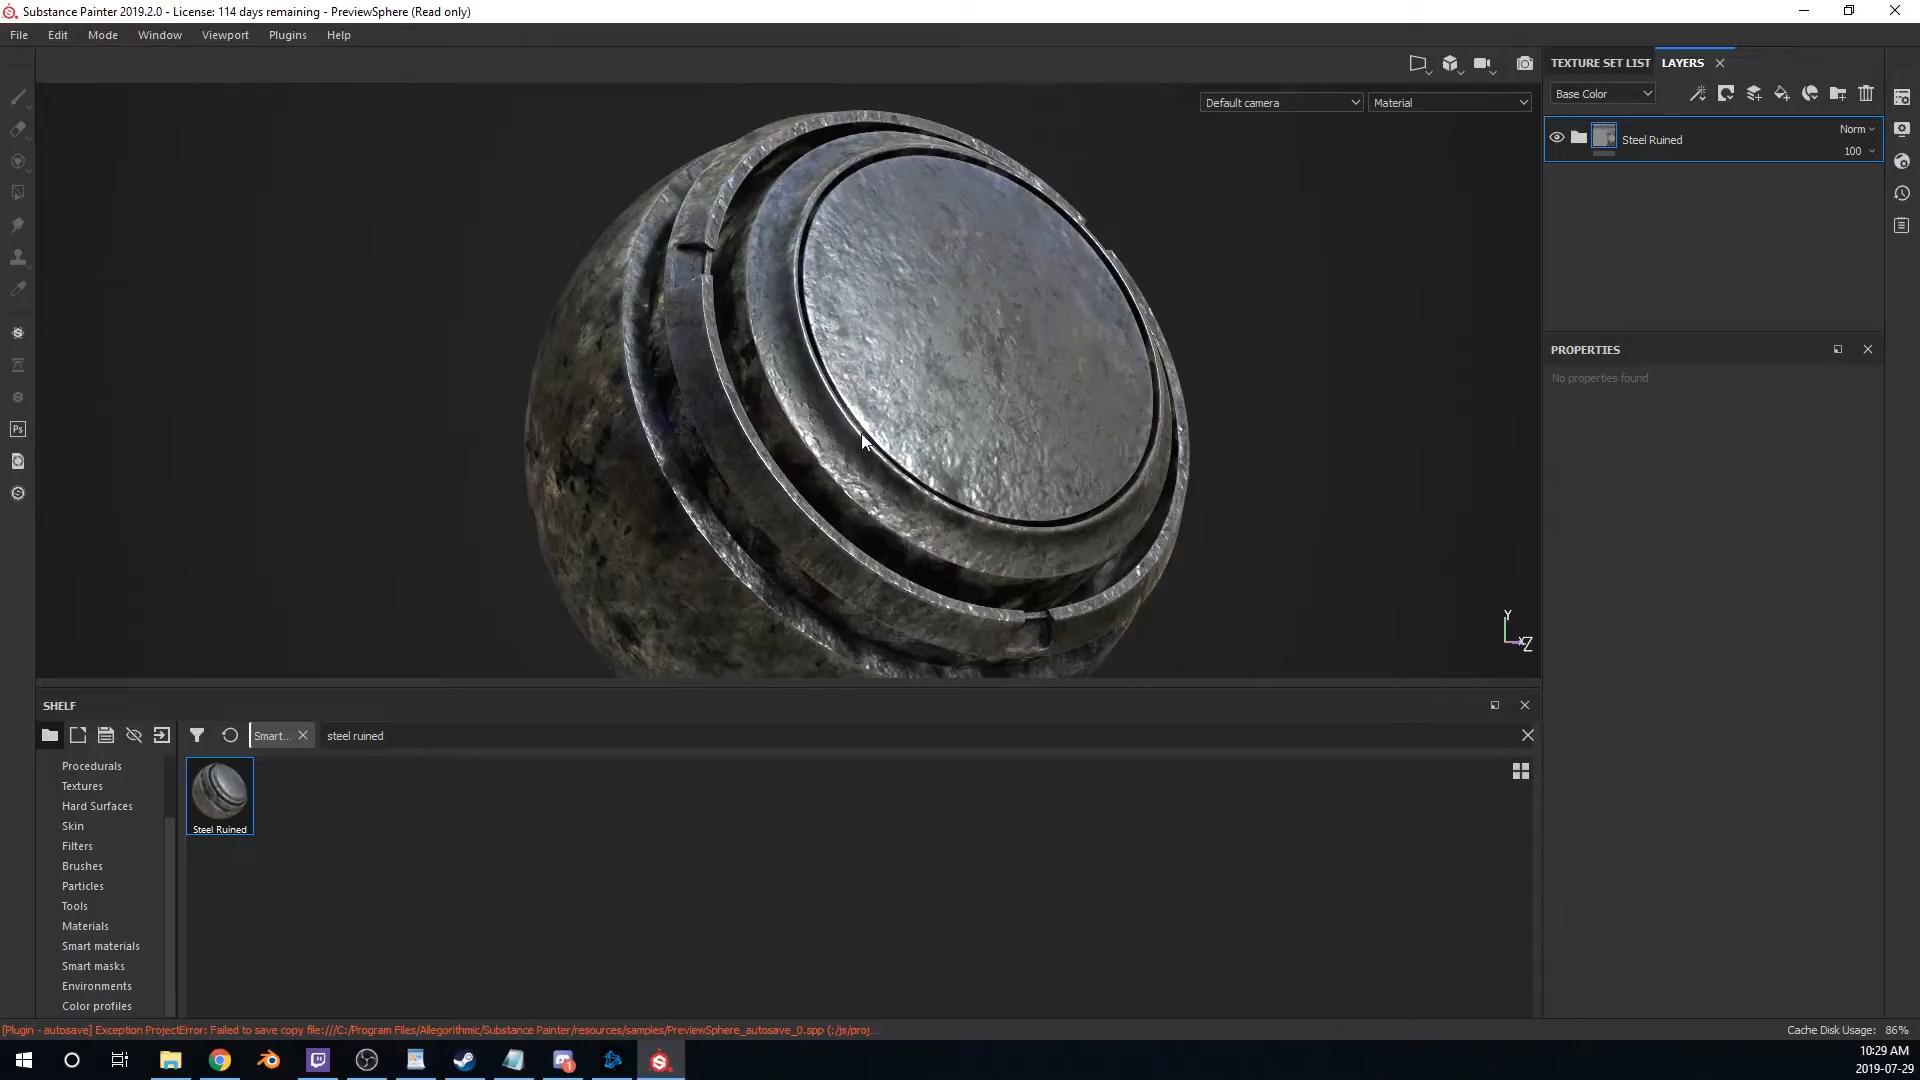 Substance Painter 2019.2.0 - License: 114 days remaining - PreviewSphere (Read only)
File Edit Mode Window Viewport Plugins Help
TEXTURE SET LIST LAYERS
Default camera
Material
Base Color
Steel Ruined
Norm
100
PROPERTIES
No properties found
Ps
Y
XZ
SHELF
Smart...
steel ruined
Procedurals
Textures
Hard Surfaces
Skin
Filters
Brushes
Particles
Tools
Materials
Smart materials
Smart masks
Environments
Color profiles
Steel Ruined
[Plugin - autosave] Exception ProjectError: Failed to save copy file:///C:/Program Files/Allegorithmic/Substance Painter/resources/samples/PreviewSphere_autosave_0.spp (:/js/proj...
Cache Disk Usage: 86%
1
10:29 AM
2019-07-29